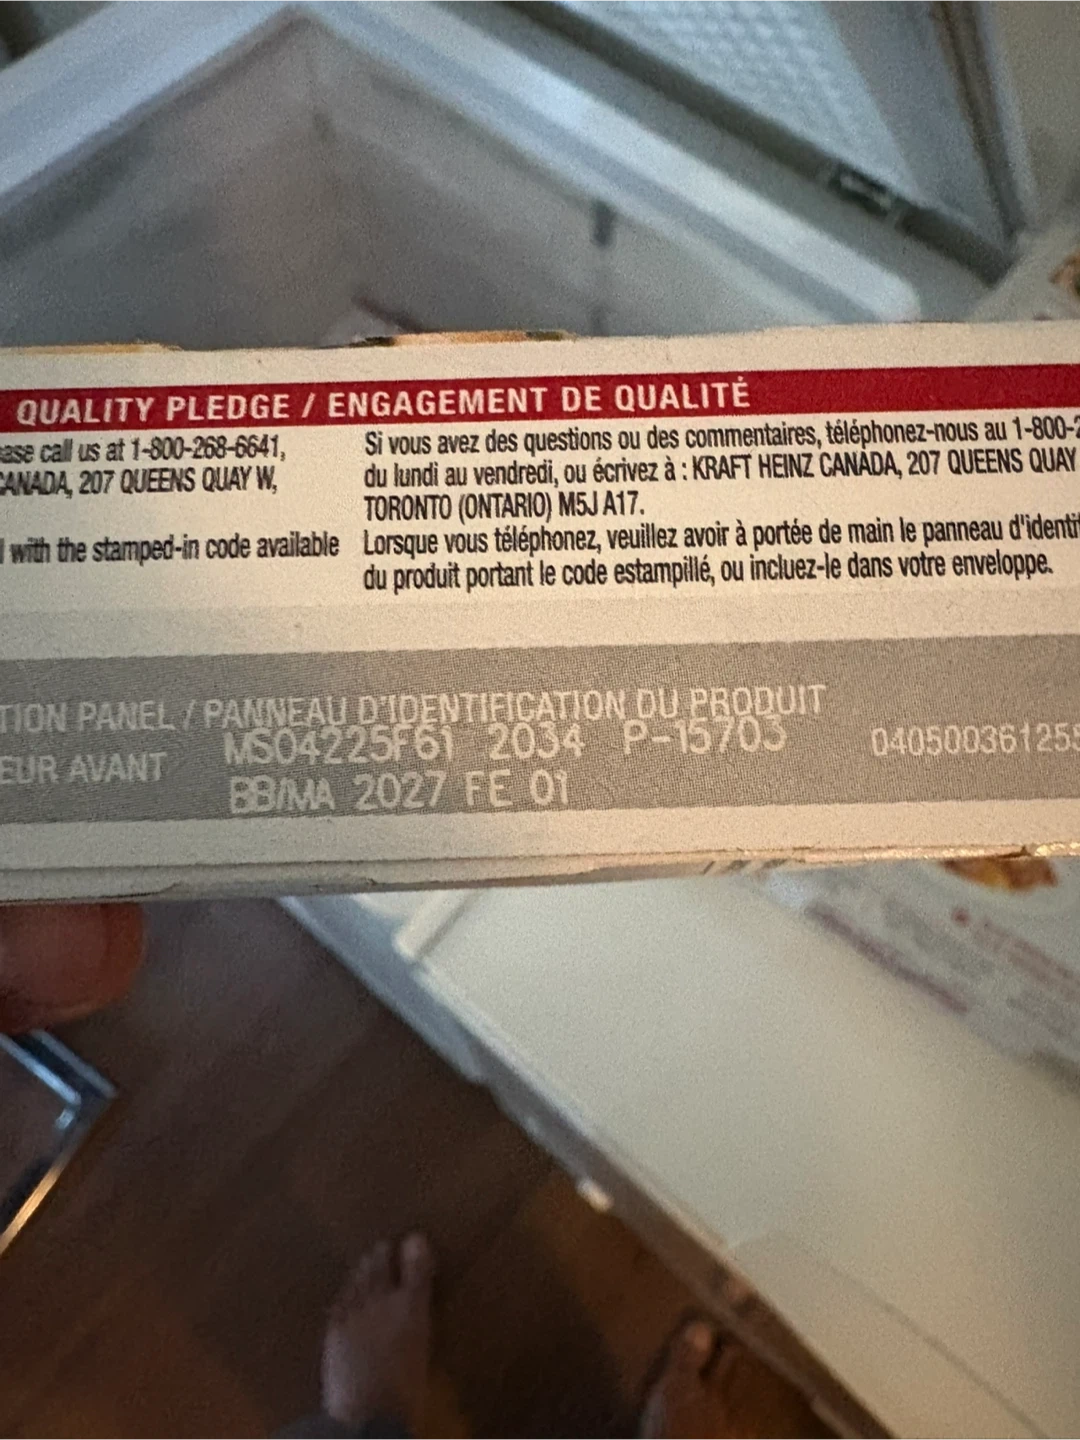 QUALITY PLEDGE / ENGAGEMENT DE QUALITÉ
ase call us at 1-800-268-6641,
CANADA, 207 QUEENS QUAY W,
with the stamped-in code available
Si vous avez des questions ou des commentaires, téléphonez-nous au 1-800-2
du lundi au vendredi, ou écrivez à : KRAFT HEINZ CANADA, 207 QUEENS QUAY
TORONTO (ONTARIO) M5J A17.
Lorsque vous téléphonez, veuillez avoir à portée de main le panneau d'identif
du produit portant le code estampillé, ou incluez-le dans votre enveloppe.
TION PANEL / PANNEAU D'IDENTIFICATION DU PRODUIT
EUR AVANT
MS04225F61 2034 P-15703
BB/MA 2027 FE 01
040500361255